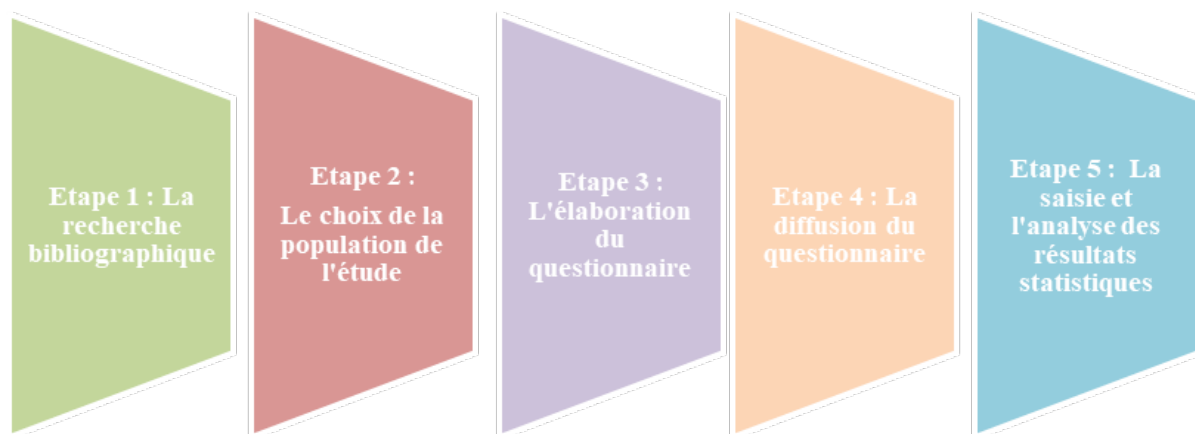 Etape 1 : La
recherche
bibliographique
Etape 2 :
Le choix de la
population de
l'étude
Etape 3 :
L'élaboration
du
questionnaire
Etape 4 : La
diffusion du
questionnaire
Etape 5 :  La
saisie et
l'analyse des
résultats
statistiques